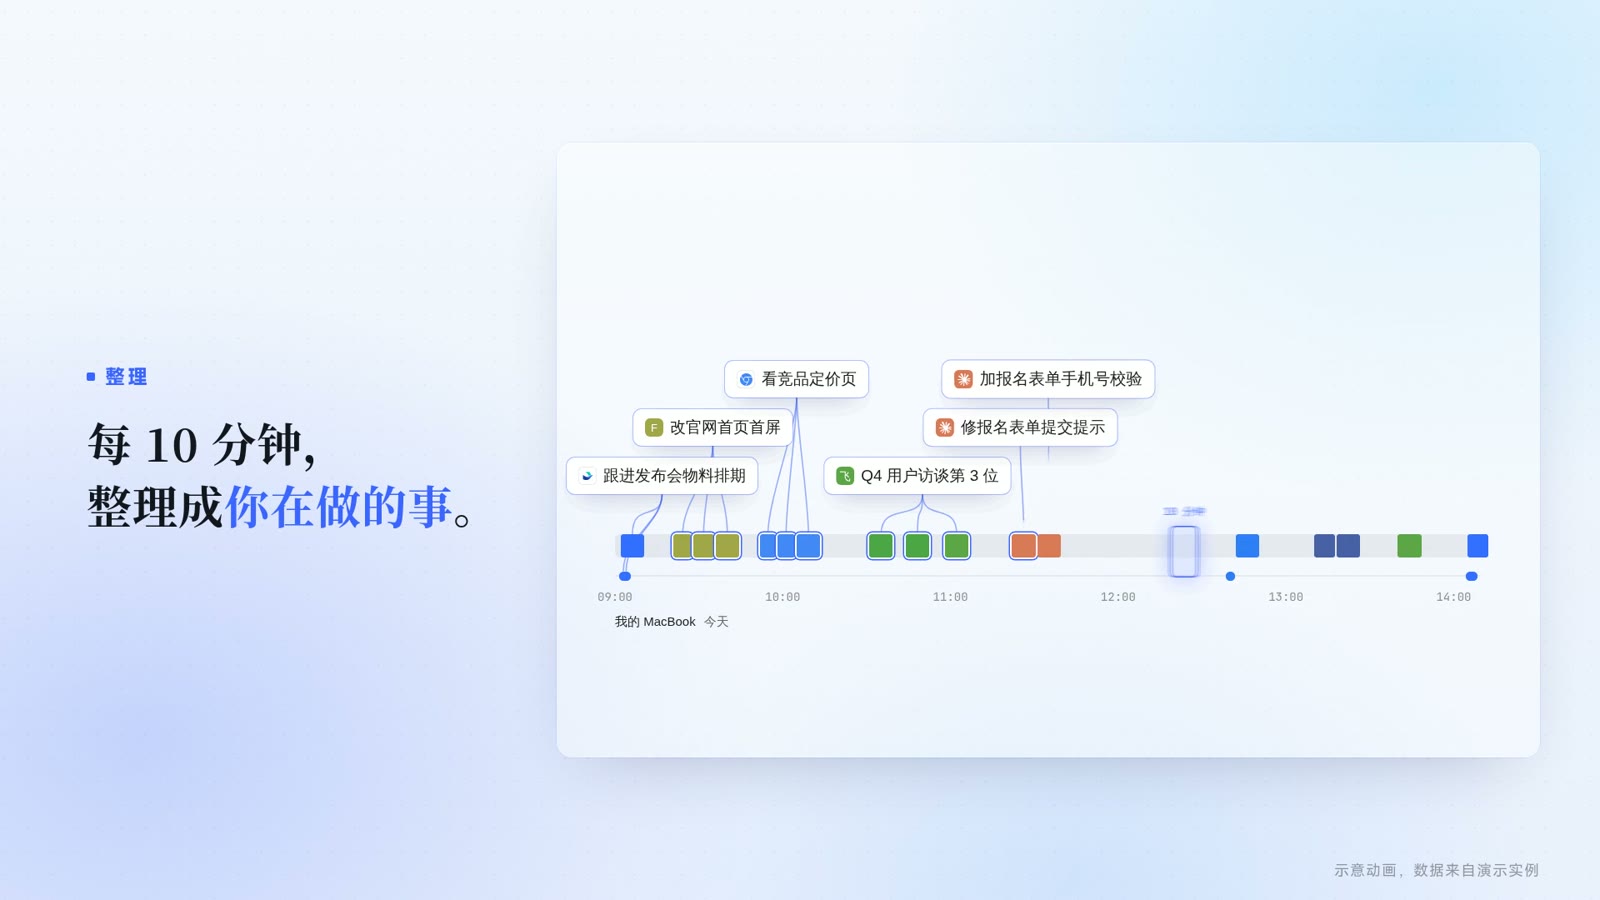 整理
每 10 分钟，
整理成你在做的事。
看竞品定价页
加报名表单手机号校验
改官网首页首屏
修报名表单提交提示
跟进发布会物料排期
Q4 用户访谈第 3 位
09:00
10:00
11:00
12:00
13:00
14:00
我的 MacBook 今天
示意动画，数据来自演示实例